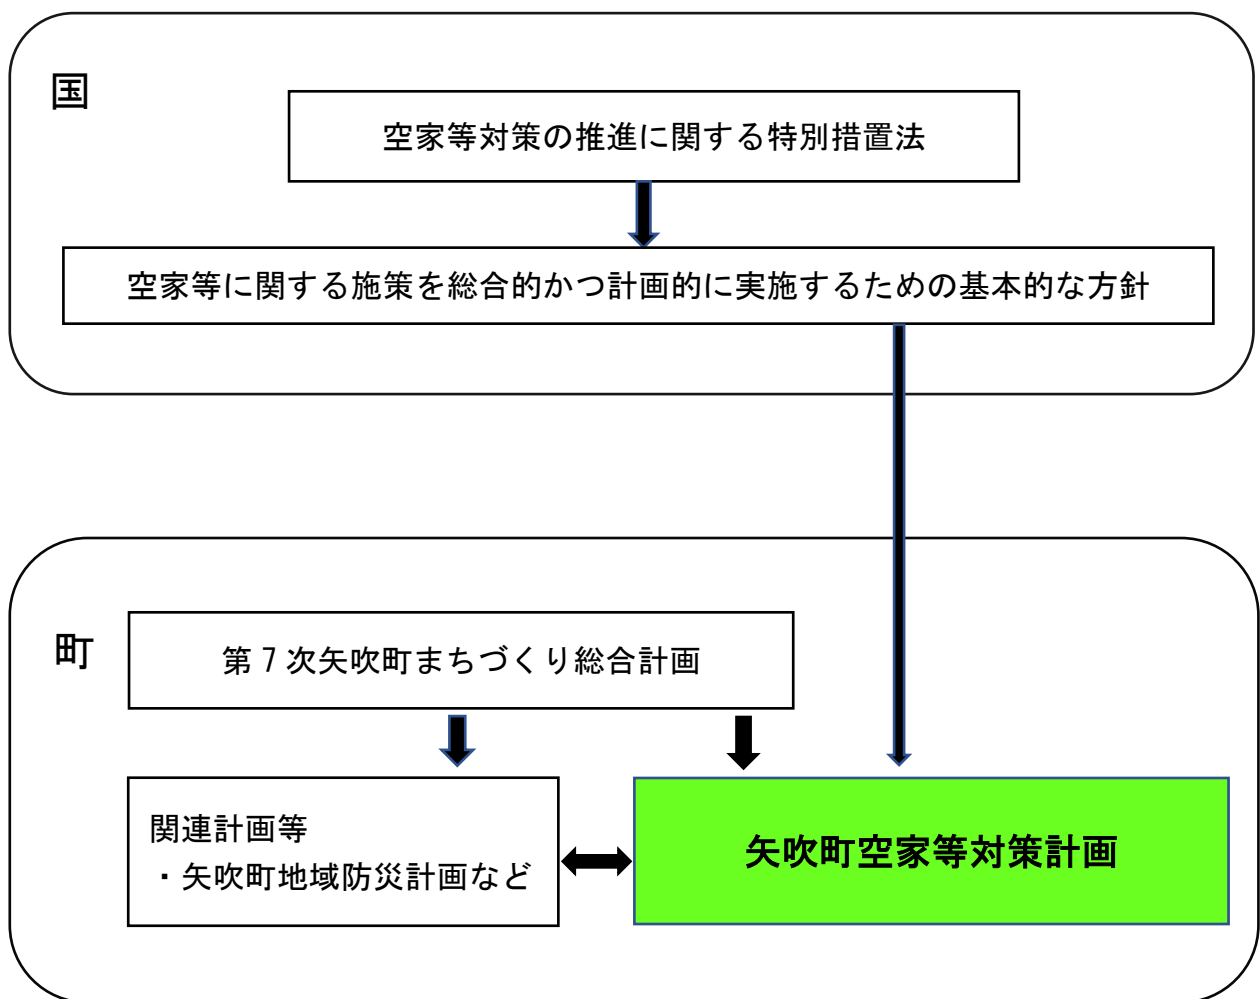 国
空家等対策の推進に関する特別措置法
空家等に関する施策を総合的かつ計画的に実施するための基本的な方針
町
第７次矢吹町まちづくり総合計画
関連計画等
・矢吹町地域防災計画など
矢吹町空家等対策計画